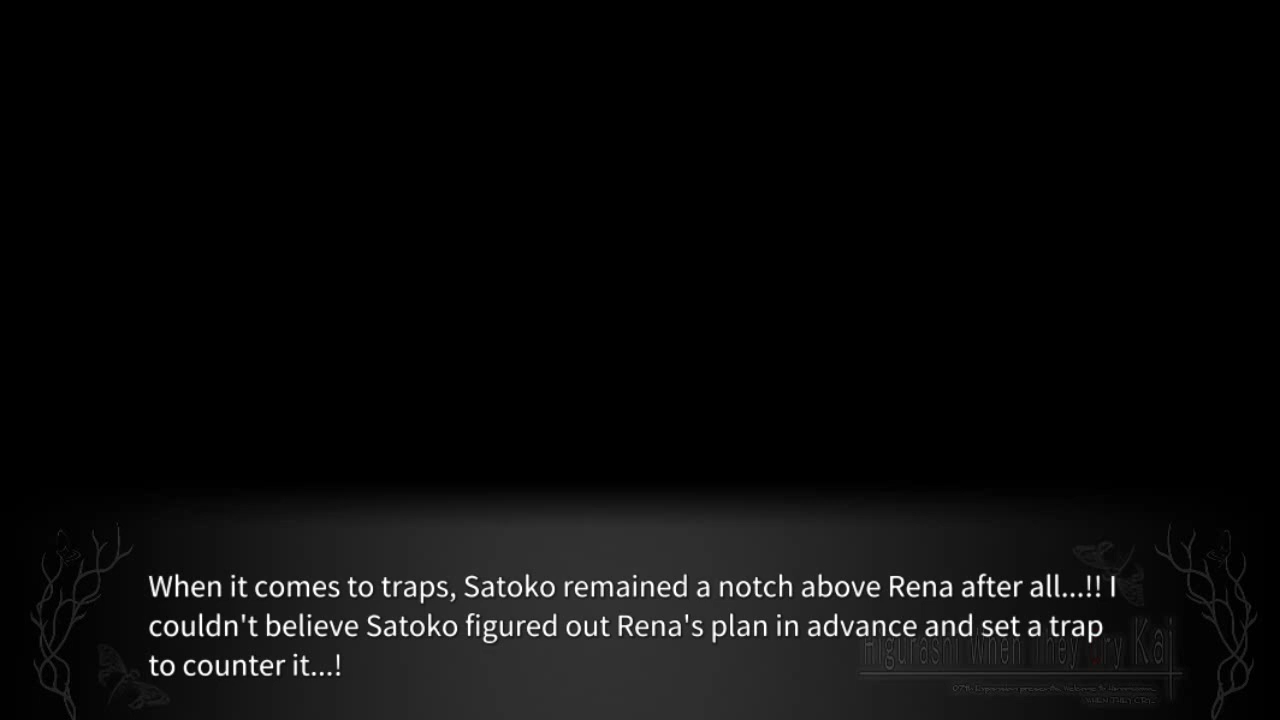 When it comes to traps, Satoko remained a notch above Rena after all...!! I
couldn't believe Satoko figured out Rena's plan in advance and set a trap
to counter it...!
Higurashi When They Cry Kai